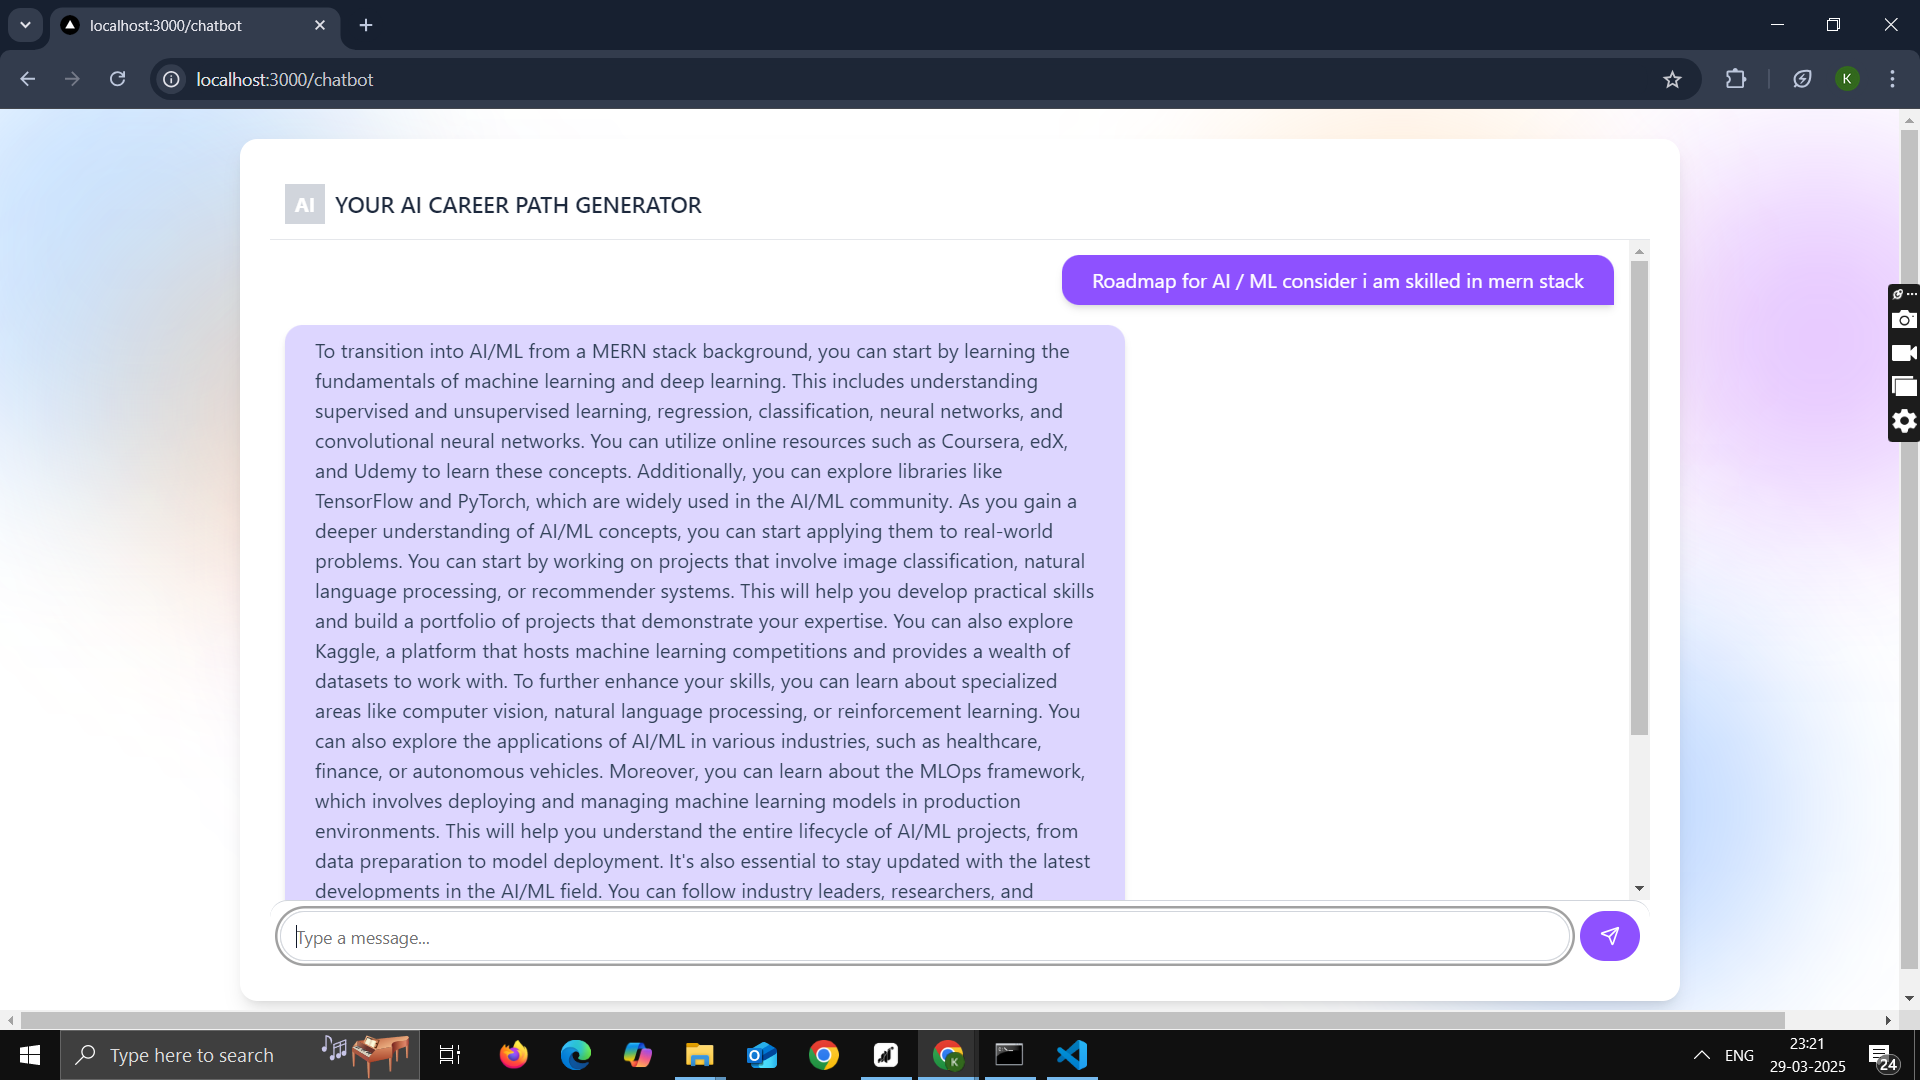 localhost:3000/chatbot
localhost:3000/chatbot
K
AI YOUR AI CAREER PATH GENERATOR
Roadmap for AI / ML consider i am skilled in mern stack
To transition into AI/ML from a MERN stack background, you can start by learning the
fundamentals of machine learning and deep learning. This includes understanding
supervised and unsupervised learning, regression, classification, neural networks, and
convolutional neural networks. You can utilize online resources such as Coursera, edX,
and Udemy to learn these concepts. Additionally, you can explore libraries like
TensorFlow and PyTorch, which are widely used in the AI/ML community. As you gain a
deeper understanding of AI/ML concepts, you can start applying them to real-world
problems. You can start by working on projects that involve image classification, natural
language processing, or recommender systems. This will help you develop practical skills
and build a portfolio of projects that demonstrate your expertise. You can also explore
Kaggle, a platform that hosts machine learning competitions and provides a wealth of
datasets to work with. To further enhance your skills, you can learn about specialized
areas like computer vision, natural language processing, or reinforcement learning. You
can also explore the applications of AI/ML in various industries, such as healthcare,
finance, or autonomous vehicles. Moreover, you can learn about the MLOps framework,
which involves deploying and managing machine learning models in production
environments. This will help you understand the entire lifecycle of AI/ML projects, from
data preparation to model deployment. It's also essential to stay updated with the latest
developments in the AI/ML field. You can follow industry leaders, researchers, and
Type a message...
Type here to search
K
ENG
23:21
29-03-2025
24